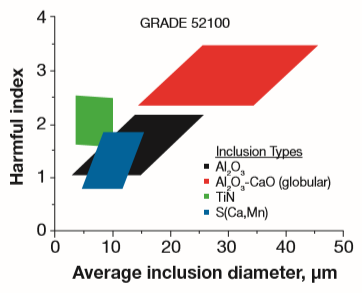 GRADE 52100
4
3
2
1
0
Harmful index
Inclusion Types
Al2O3
Al2O3-CaO (globular)
TiN
S(Ca,Mn)
0 10 20 30 40 50
Average inclusion diameter, μm